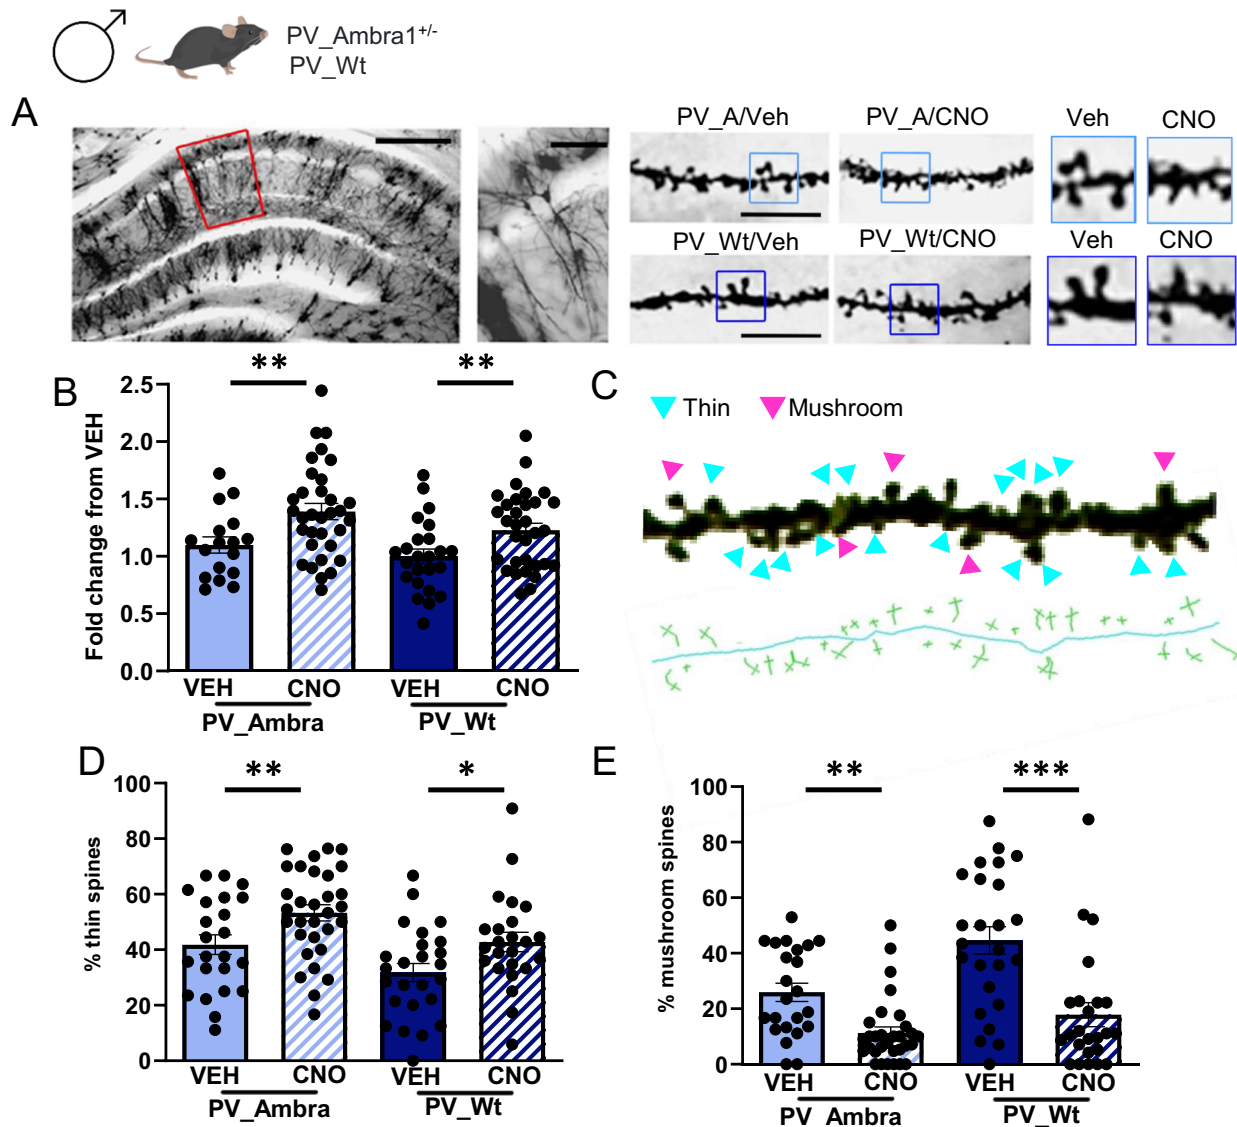 PV_Ambra1+/-
PV_Wt
A
PV_A/Veh
PV_A/CNO
Veh
CNO
PV_Wt/Veh
PV_Wt/CNO
Veh
CNO
B
** **
Fold change from VEH
2.5
2.0
1.5
1.0
0.5
0.0
VEH CNO VEH CNO
PV_Ambra PV_Wt
C
Thin Mushroom
D
** *
% thin spines
100
80
60
40
20
0
VEH CNO VEH CNO
PV_Ambra PV_Wt
E
** ***
% mushroom spines
100
80
60
40
20
0
VEH CNO VEH CNO
PV_Ambra PV_Wt